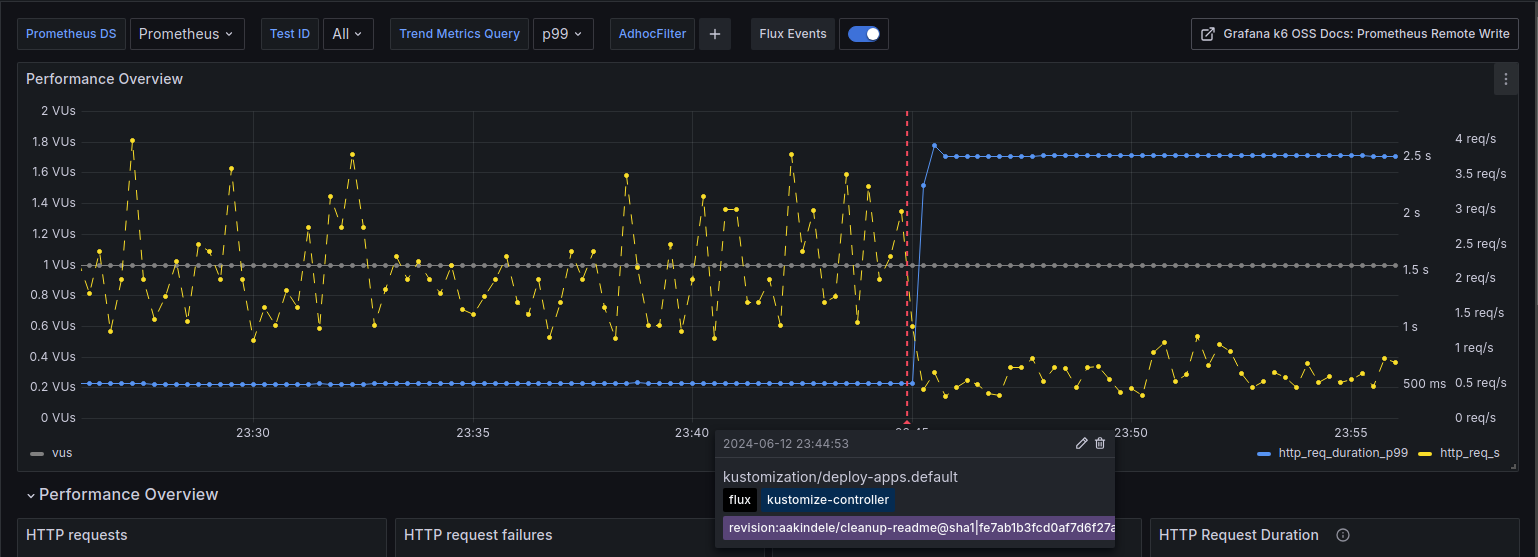 Prometheus DS Prometheus Test ID All Trend Metrics Query p99 AdhocFilter + Flux Events Grafana k6 OSS Docs: Prometheus Remote Write
Performance Overview
2 VUs
1.8 VUs 4 req/s
2.5 s
1.6 VUs 3.5 req/s
1.4 VUs 2 s 3 req/s
1.2 VUs 2.5 req/s
1 VUs 1.5 s 2 req/s
0.8 VUs 1.5 req/s
0.6 VUs 1 s
0.4 VUs 1 req/s
0.2 VUs 500 ms 0.5 req/s
0 VUs 0 req/s
23:30 23:35 23:40 23:50 23:55
vus http_req_duration_p99 http_req_s
2024-06-12 23:44:53
kustomization/deploy-apps.default
flux kustomize-controller
revision:aakindele/cleanup-readme@sha1|fe7ab1b3fcd0af7d6f27a
Performance Overview
HTTP requests HTTP request failures HTTP Request Duration